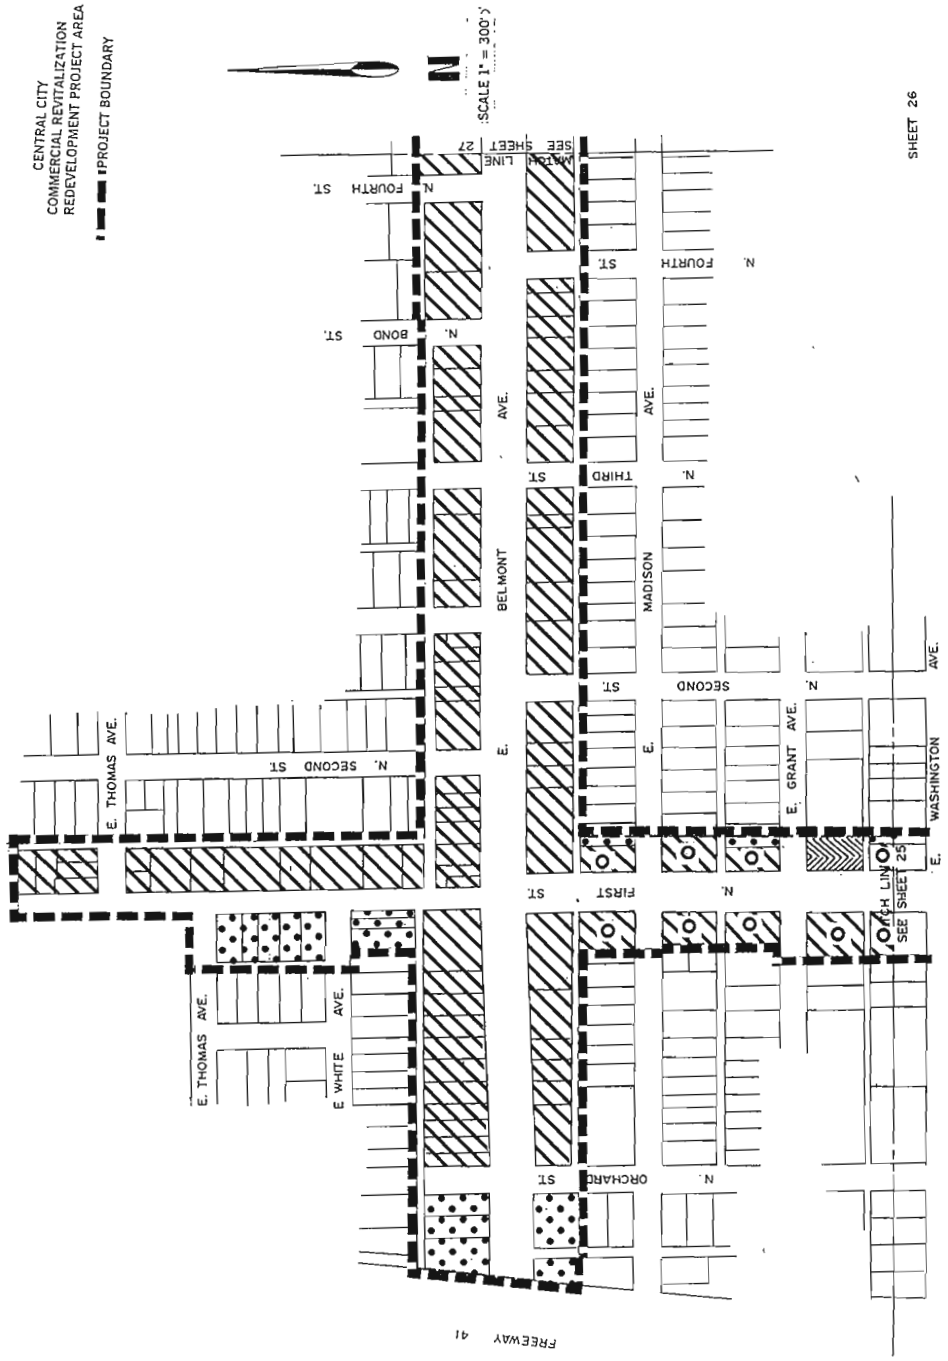 CENTRAL CITY
COMMERCIAL REVITALIZATION
REDEVELOPMENT PROJECT AREA
PROJECT BOUNDARY
N
SCALE 1" = 300'
SHEET 26
MATCH LINE
SEE SHEET 27
N. FOURTH ST.
N. FOURTH ST.
N. BOND ST.
N. THIRD ST.
E. BELMONT AVE.
E. MADISON AVE.
N. SECOND ST.
N. SECOND ST
E. THOMAS AVE.
E. GRANT AVE.
E. WASHINGTON AVE.
N. FIRST ST.
TCH LIN
SEE SHEET 25
E. THOMAS AVE.
E WHITE AVE.
N. ORCHARD ST.
FREEWAY 41